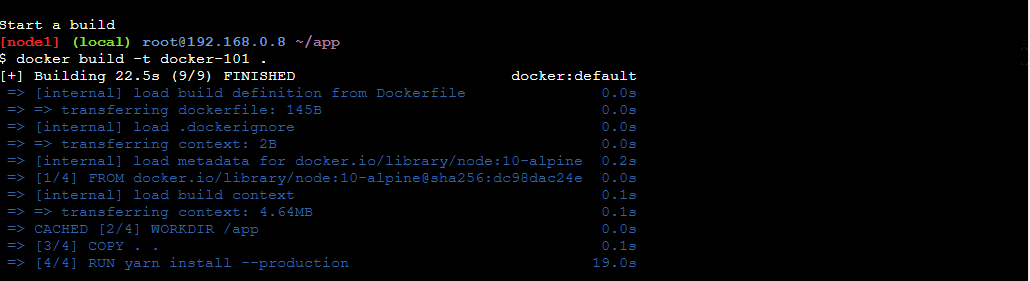 Start a build
[node1] (local) root@192.168.0.8 ~/app
$ docker build -t docker-101 .
[+] Building 22.5s (9/9) FINISHED docker:default
=> [internal] load build definition from Dockerfile 0.0s
=> => transferring dockerfile: 145B 0.0s
=> [internal] load .dockerignore 0.0s
=> => transferring context: 2B 0.0s
=> [internal] load metadata for docker.io/library/node:10-alpine 0.2s
=> [1/4] FROM docker.io/library/node:10-alpine@sha256:dc98dac24e 0.0s
=> [internal] load build context 0.1s
=> => transferring context: 4.64MB 0.1s
=> CACHED [2/4] WORKDIR /app 0.0s
=> [3/4] COPY . . 0.1s
=> [4/4] RUN yarn install --production 19.0s